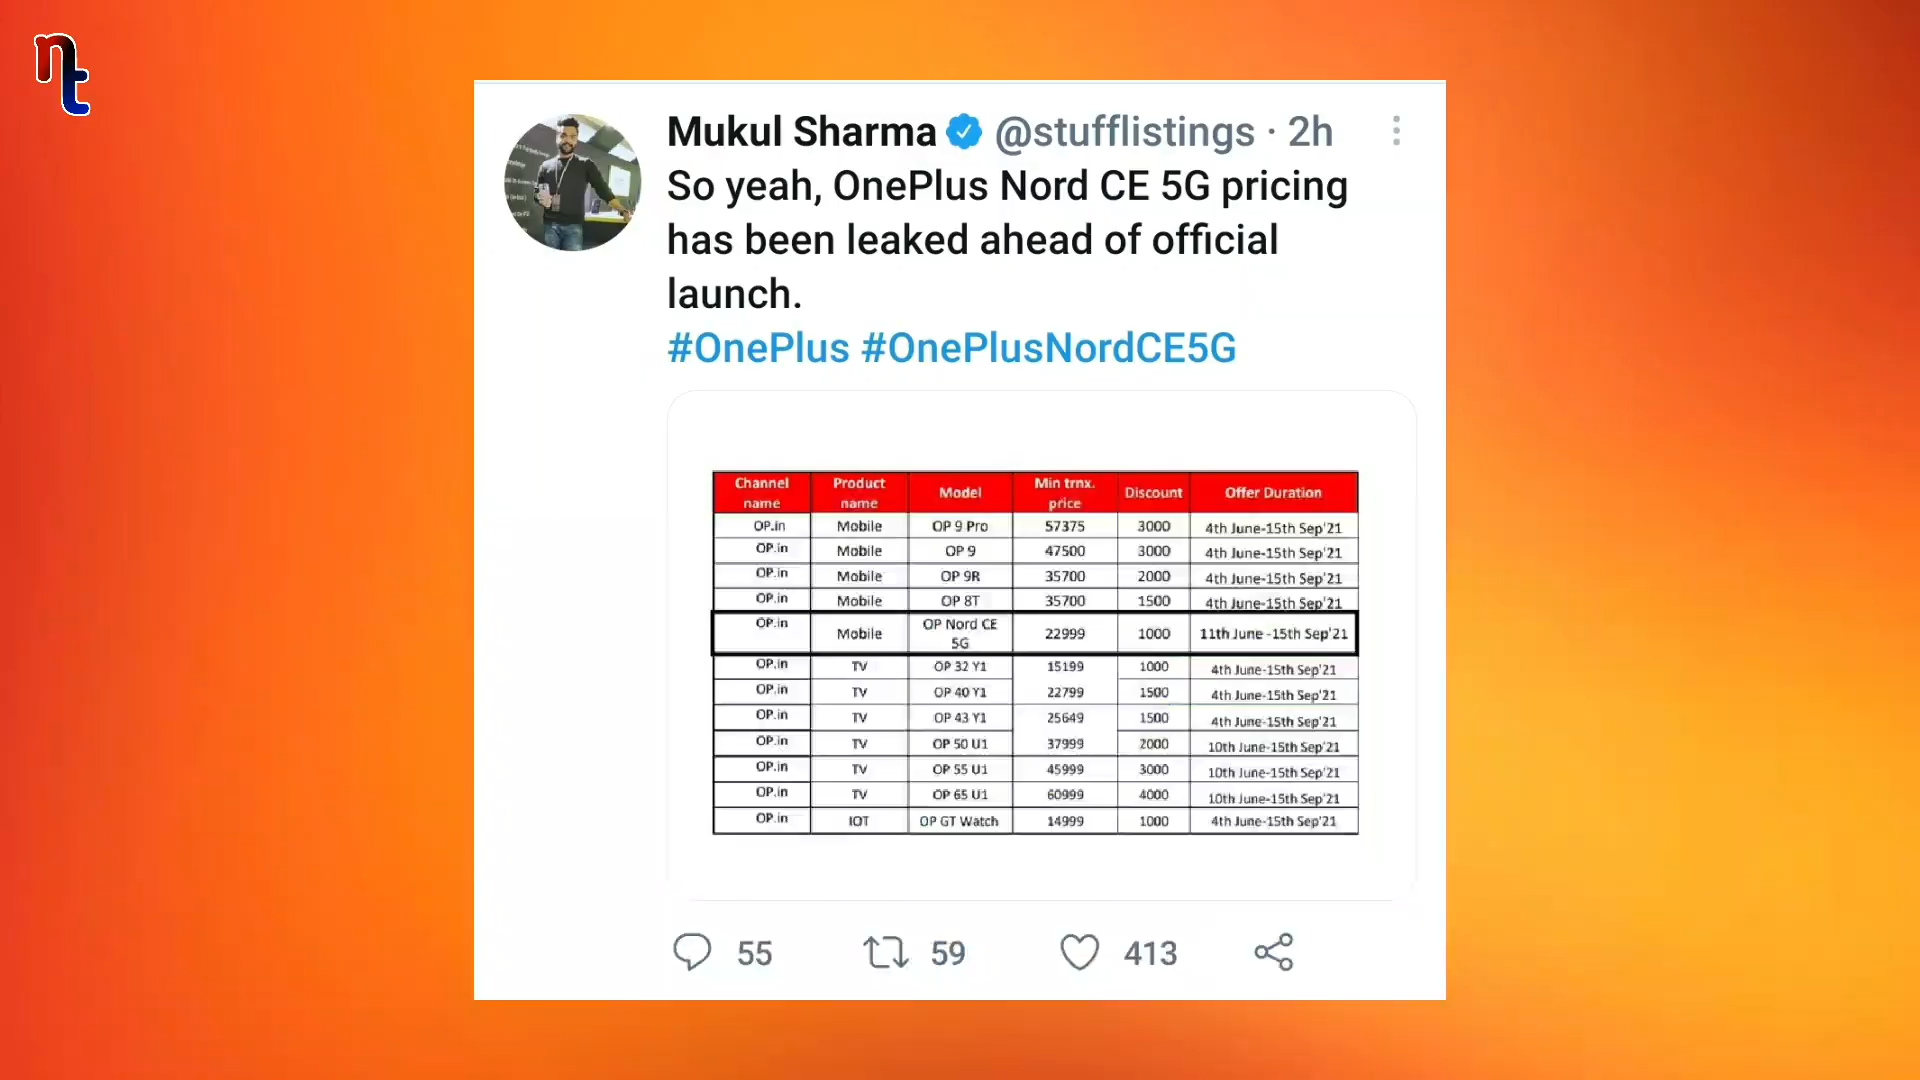 nt
Mukul Sharma @stufflistings · 2h
So yeah, OnePlus Nord CE 5G pricing
has been leaked ahead of official
launch.
#OnePlus #OnePlusNordCE5G
Channel name Product name Model Min trnx. price Discount Offer Duration
OP.in Mobile OP 9 Pro 57375 3000 4th June-15th Sep'21
OP.in Mobile OP 9 47500 3000 4th June-15th Sep'21
OP.in Mobile OP 9R 35700 2000 4th June-15th Sep'21
OP.in Mobile OP 8T 35700 1500 4th June-15th Sep'21
OP.in Mobile OP Nord CE 5G 22999 1000 11th June -15th Sep'21
OP.in TV OP 32 Y1 15199 1000 4th June-15th Sep'21
OP.in TV OP 40 Y1 22799 1500 4th June-15th Sep'21
OP.in TV OP 43 Y1 25649 1500 4th June-15th Sep'21
OP.in TV OP 50 U1 37999 2000 10th June-15th Sep'21
OP.in TV OP 55 U1 45999 3000 10th June-15th Sep'21
OP.in TV OP 65 U1 60999 4000 10th June-15th Sep'21
OP.in IOT OP GT Watch 14999 1000 4th June-15th Sep'21
55 59 413